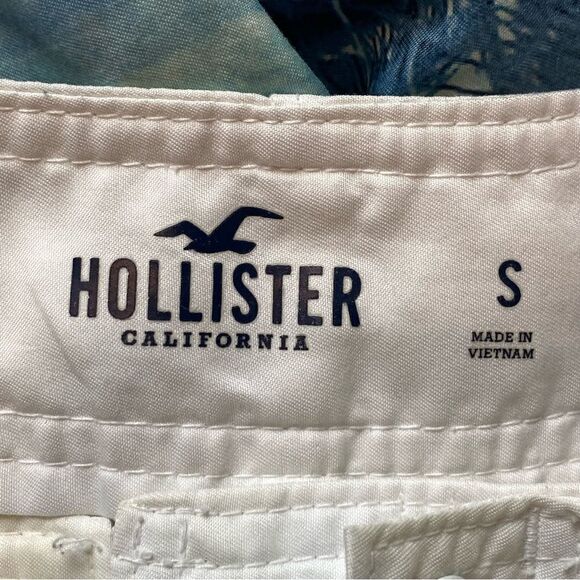 HOLLISTER
CALIFORNIA
S
MADE IN
VIETNAM